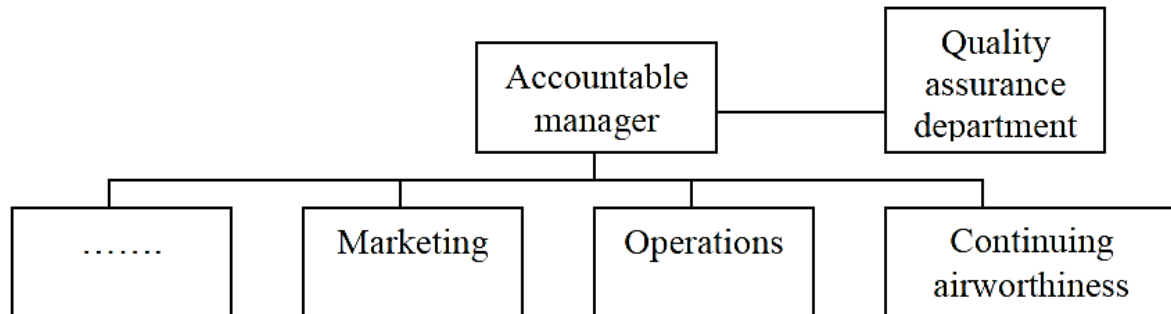 Quality
assurance
department
Accountable
manager
.......
Marketing
Operations
Continuing
airworthiness